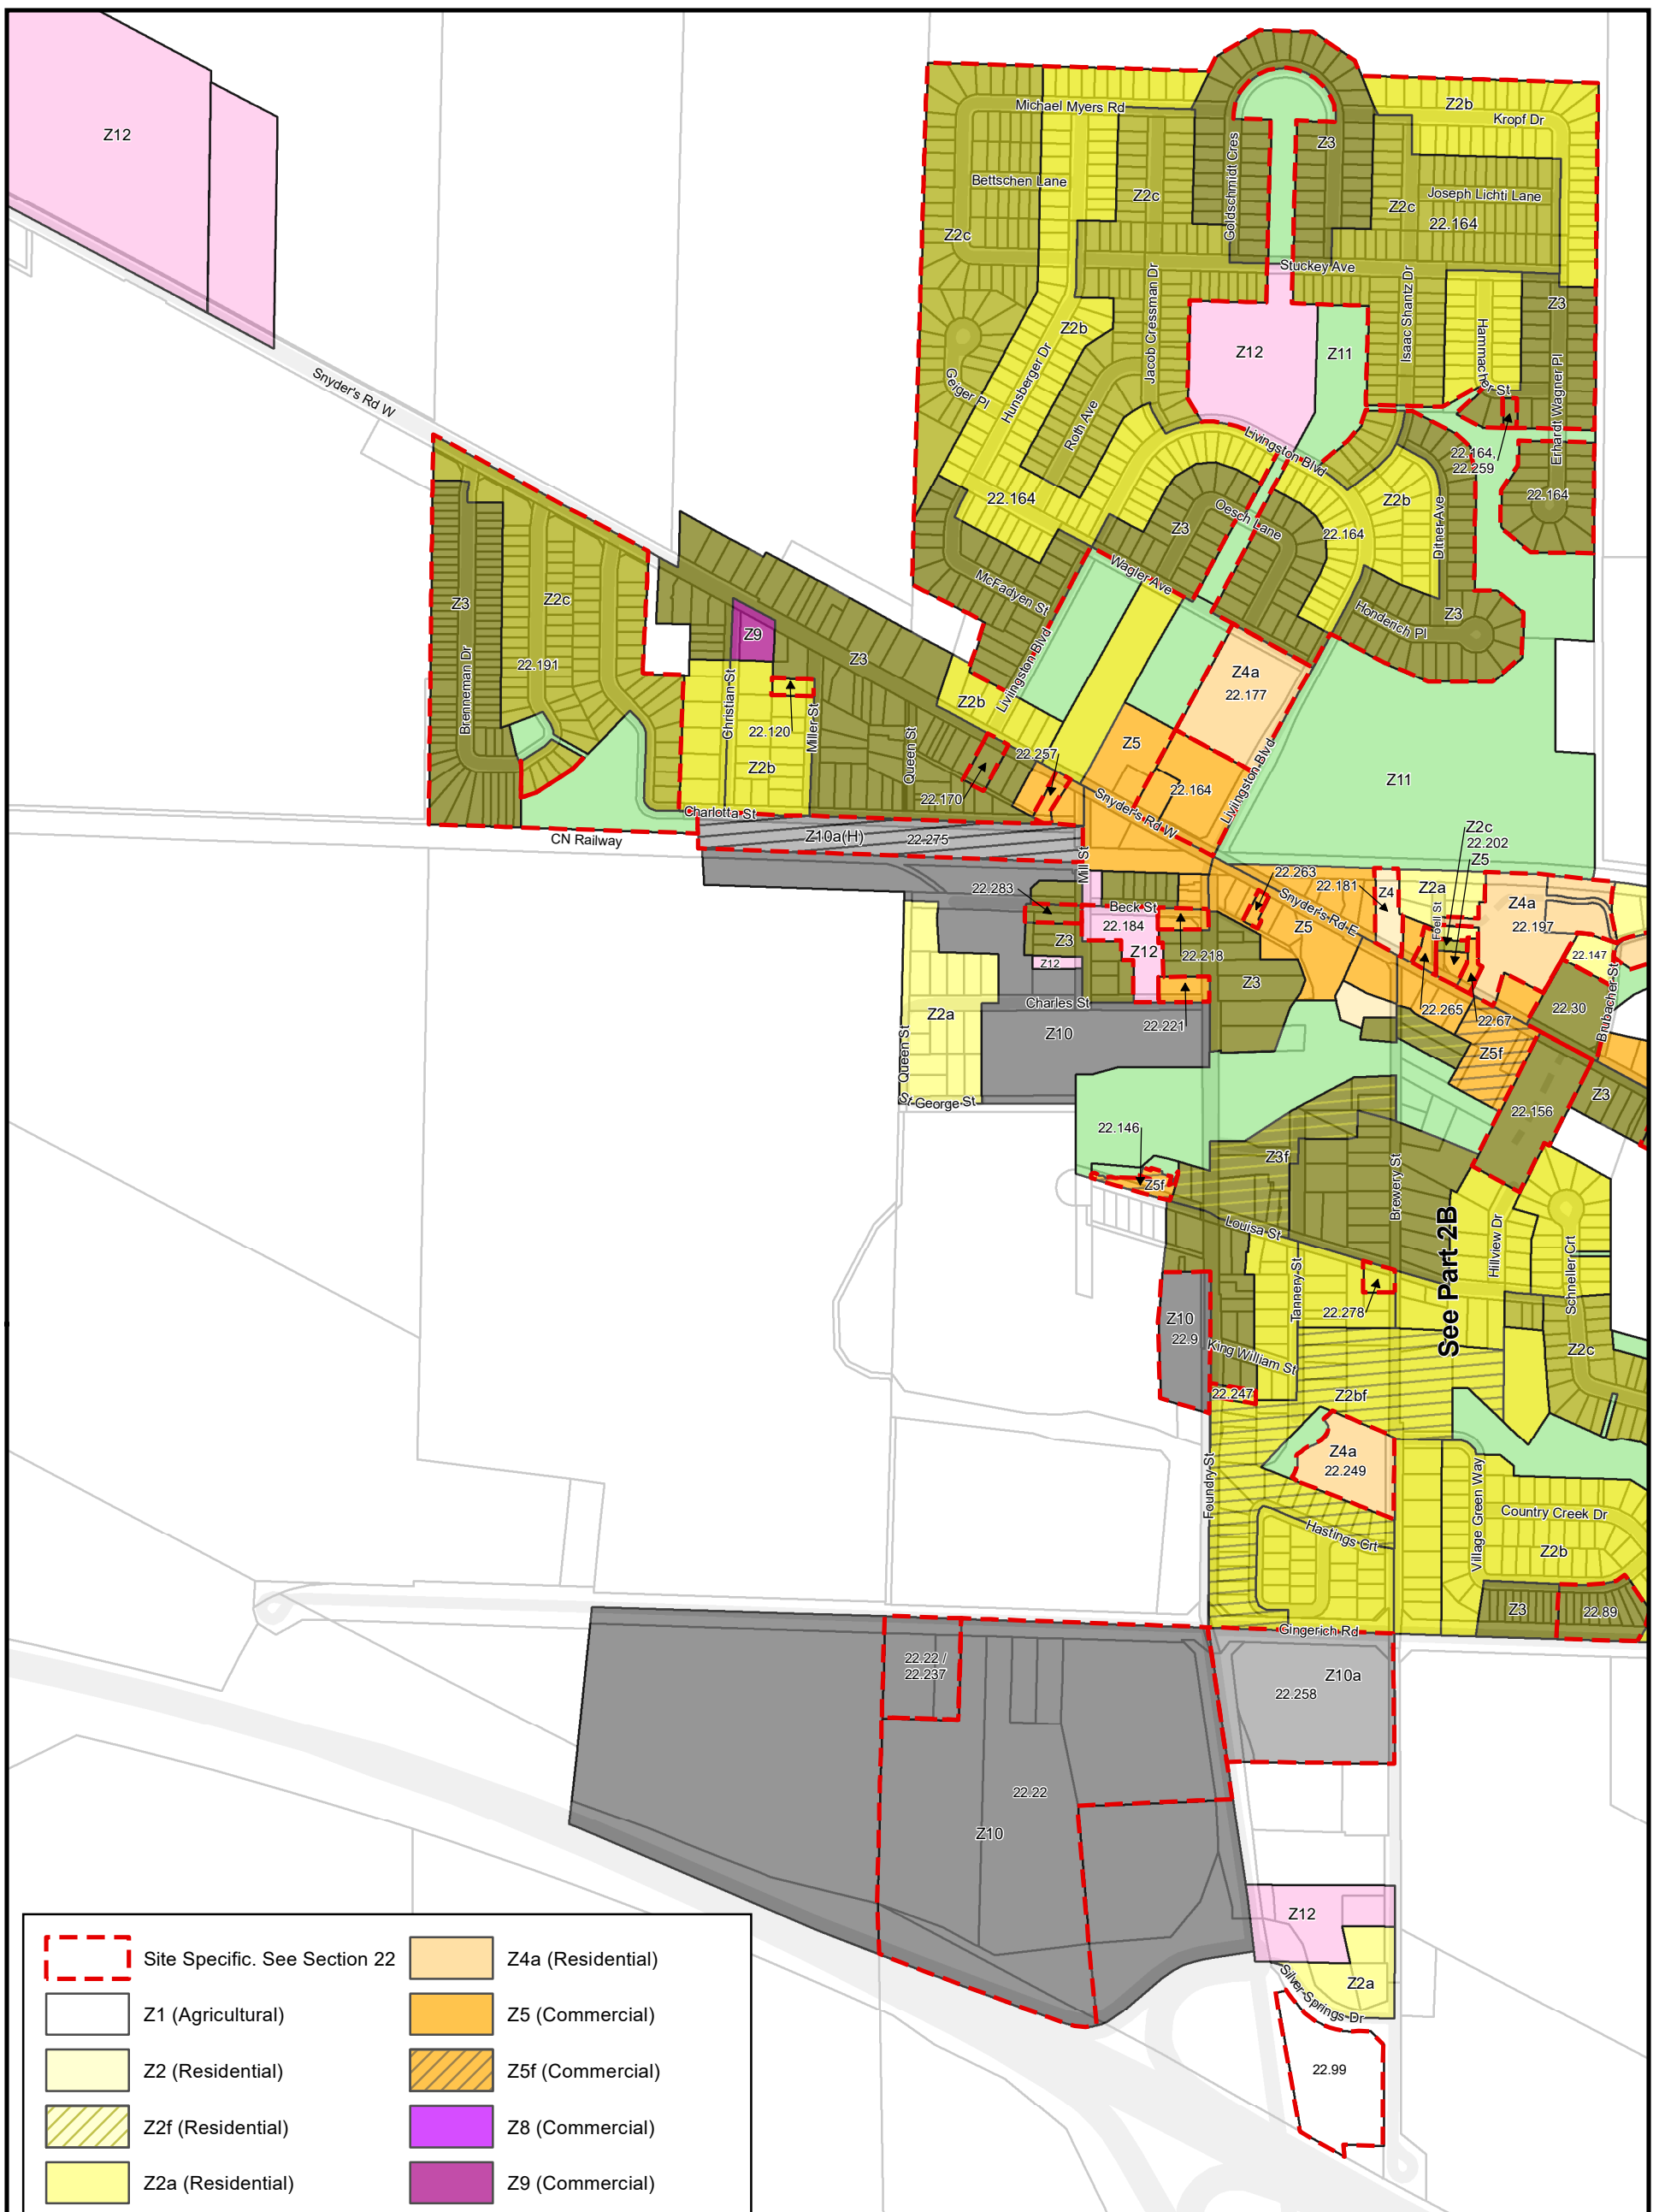 Z12
Michael Myers Rd
Z2b
Kropf Dr
Goldschmidt Cres
Z3
Bettschen Lane
Z2c
Joseph Lichti Lane
Z2c
22.164
Z2c
Stuckey Ave
Jacob Cressman Dr
Isaac Shantz Dr
Z3
Z2b
Hammacher St
Z12
Z11
Erhardt Wagner Pl
Hunsberger Dr
Geiger Pl
Roth Ave
Snyder's Rd W
Livingston Blvd
22.164,
22.259
22.164
22.164
Z2b
Oesch Lane
Z3
22.164
Ditner Ave
Wagler Ave
McFadyen St
Z3
Z2c
Honderich Pl
Z3
Z9
Z3
22.191
Brenneman Dr
Christian St
Miller St
22.120
Z2b
Queen St
Z2b
Livingston Blvd
Z4a
22.177
Z5
22.257
22.170
22.164
Livingston Blvd
Z11
Snyder's Rd W
Charlotta St
CN Railway
Z10a(H)
22.275
Mill St
Z2c
22.202
Z5
22.263
22.181
Z4
Z2a
Foell St
Z4a
22.197
22.283
Beck St
22.184
Snyder's Rd E
Z5
Z3
Z12
Z12
22.218
Z3
22.147
Brubacher St
Charles St
22.221
22.265
22.67
22.30
Z2a
Z10
Queen St
Z5f
St George St
22.156
Z3
22.146
Z3f
Z5f
Brewery St
Louisa St
See Part 2B
Hillview Dr
Schneller Crt
Tannery St
22.278
Z10
22.9
King William St
Z2c
22.247
Z2bf
Z4a
22.249
Foundry St
Village Green Way
Country Creek Dr
Hastings Crt
Z2b
Z3
22.89
Gingerich Rd
22.22 /
22.237
Z10a
22.258
22.22
Z10
Z12
Z2a
Silver Springs Dr
22.99
Site Specific. See Section 22
Z4a (Residential)
Z1 (Agricultural)
Z5 (Commercial)
Z2 (Residential)
Z5f (Commercial)
Z2f (Residential)
Z8 (Commercial)
Z2a (Residential)
Z9 (Commercial)